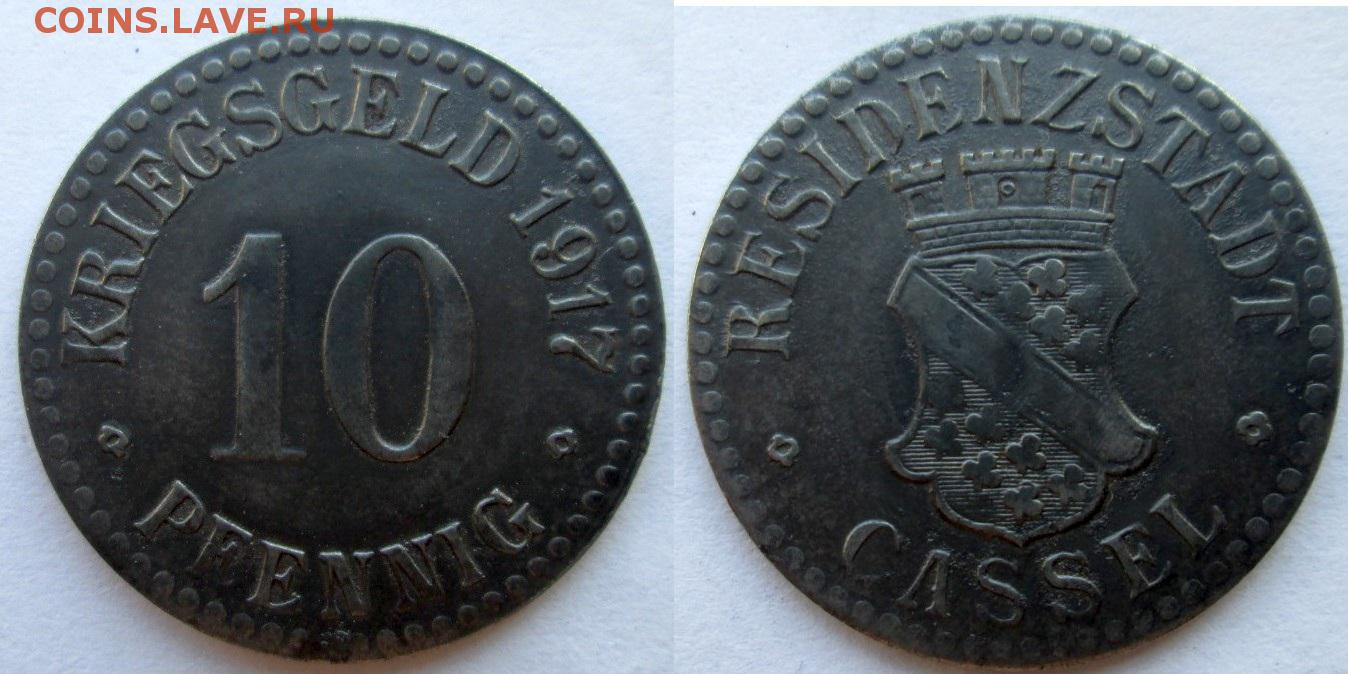 COINS.LAVE.RU
KRIEGSGELD 1917
10
PFENNIG
RESIDENZSTADT
CASSEL